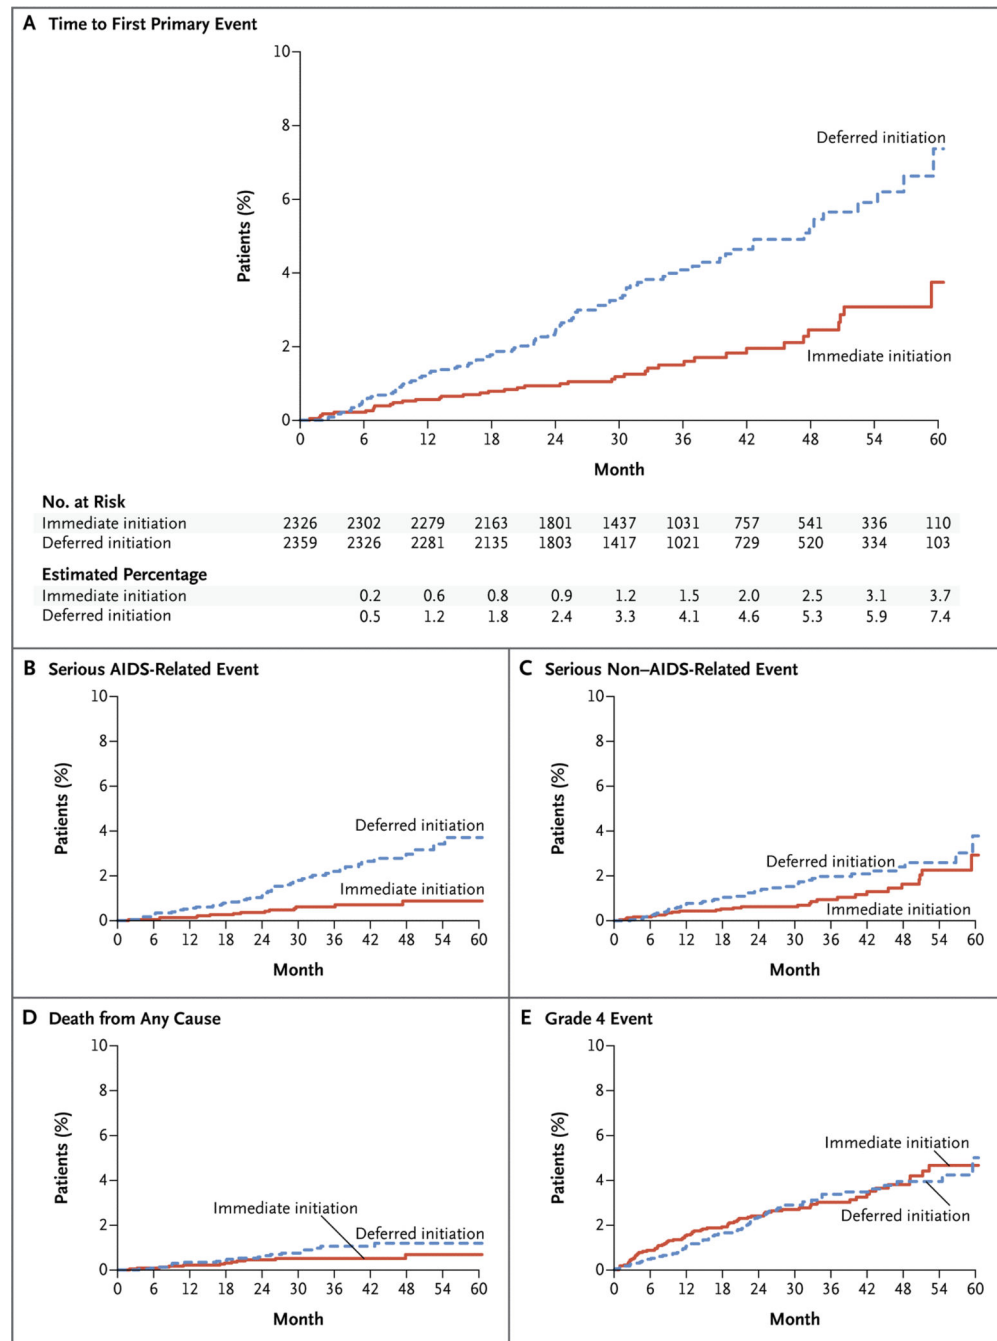 A Time to First Primary Event
10
8
6
4
2
0
Patients (%)
Deferred initiation
Immediate initiation
0 6 12 18 24 30 36 42 48 54 60
Month
No. at Risk
Immediate initiation 2326 2302 2279 2163 1801 1437 1031 757 541 336 110
Deferred initiation 2359 2326 2281 2135 1803 1417 1021 729 520 334 103
Estimated Percentage
Immediate initiation 0.2 0.6 0.8 0.9 1.2 1.5 2.0 2.5 3.1 3.7
Deferred initiation 0.5 1.2 1.8 2.4 3.3 4.1 4.6 5.3 5.9 7.4
B Serious AIDS-Related Event
10
8
6
4
2
0
Patients (%)
Deferred initiation
Immediate initiation
0 6 12 18 24 30 36 42 48 54 60
Month
C Serious Non–AIDS-Related Event
10
8
6
4
2
0
Patients (%)
Deferred initiation
Immediate initiation
0 6 12 18 24 30 36 42 48 54 60
Month
D Death from Any Cause
10
8
6
4
2
0
Patients (%)
Immediate initiation
Deferred initiation
0 6 12 18 24 30 36 42 48 54 60
Month
E Grade 4 Event
10
8
6
4
2
0
Patients (%)
Immediate initiation
Deferred initiation
0 6 12 18 24 30 36 42 48 54 60
Month